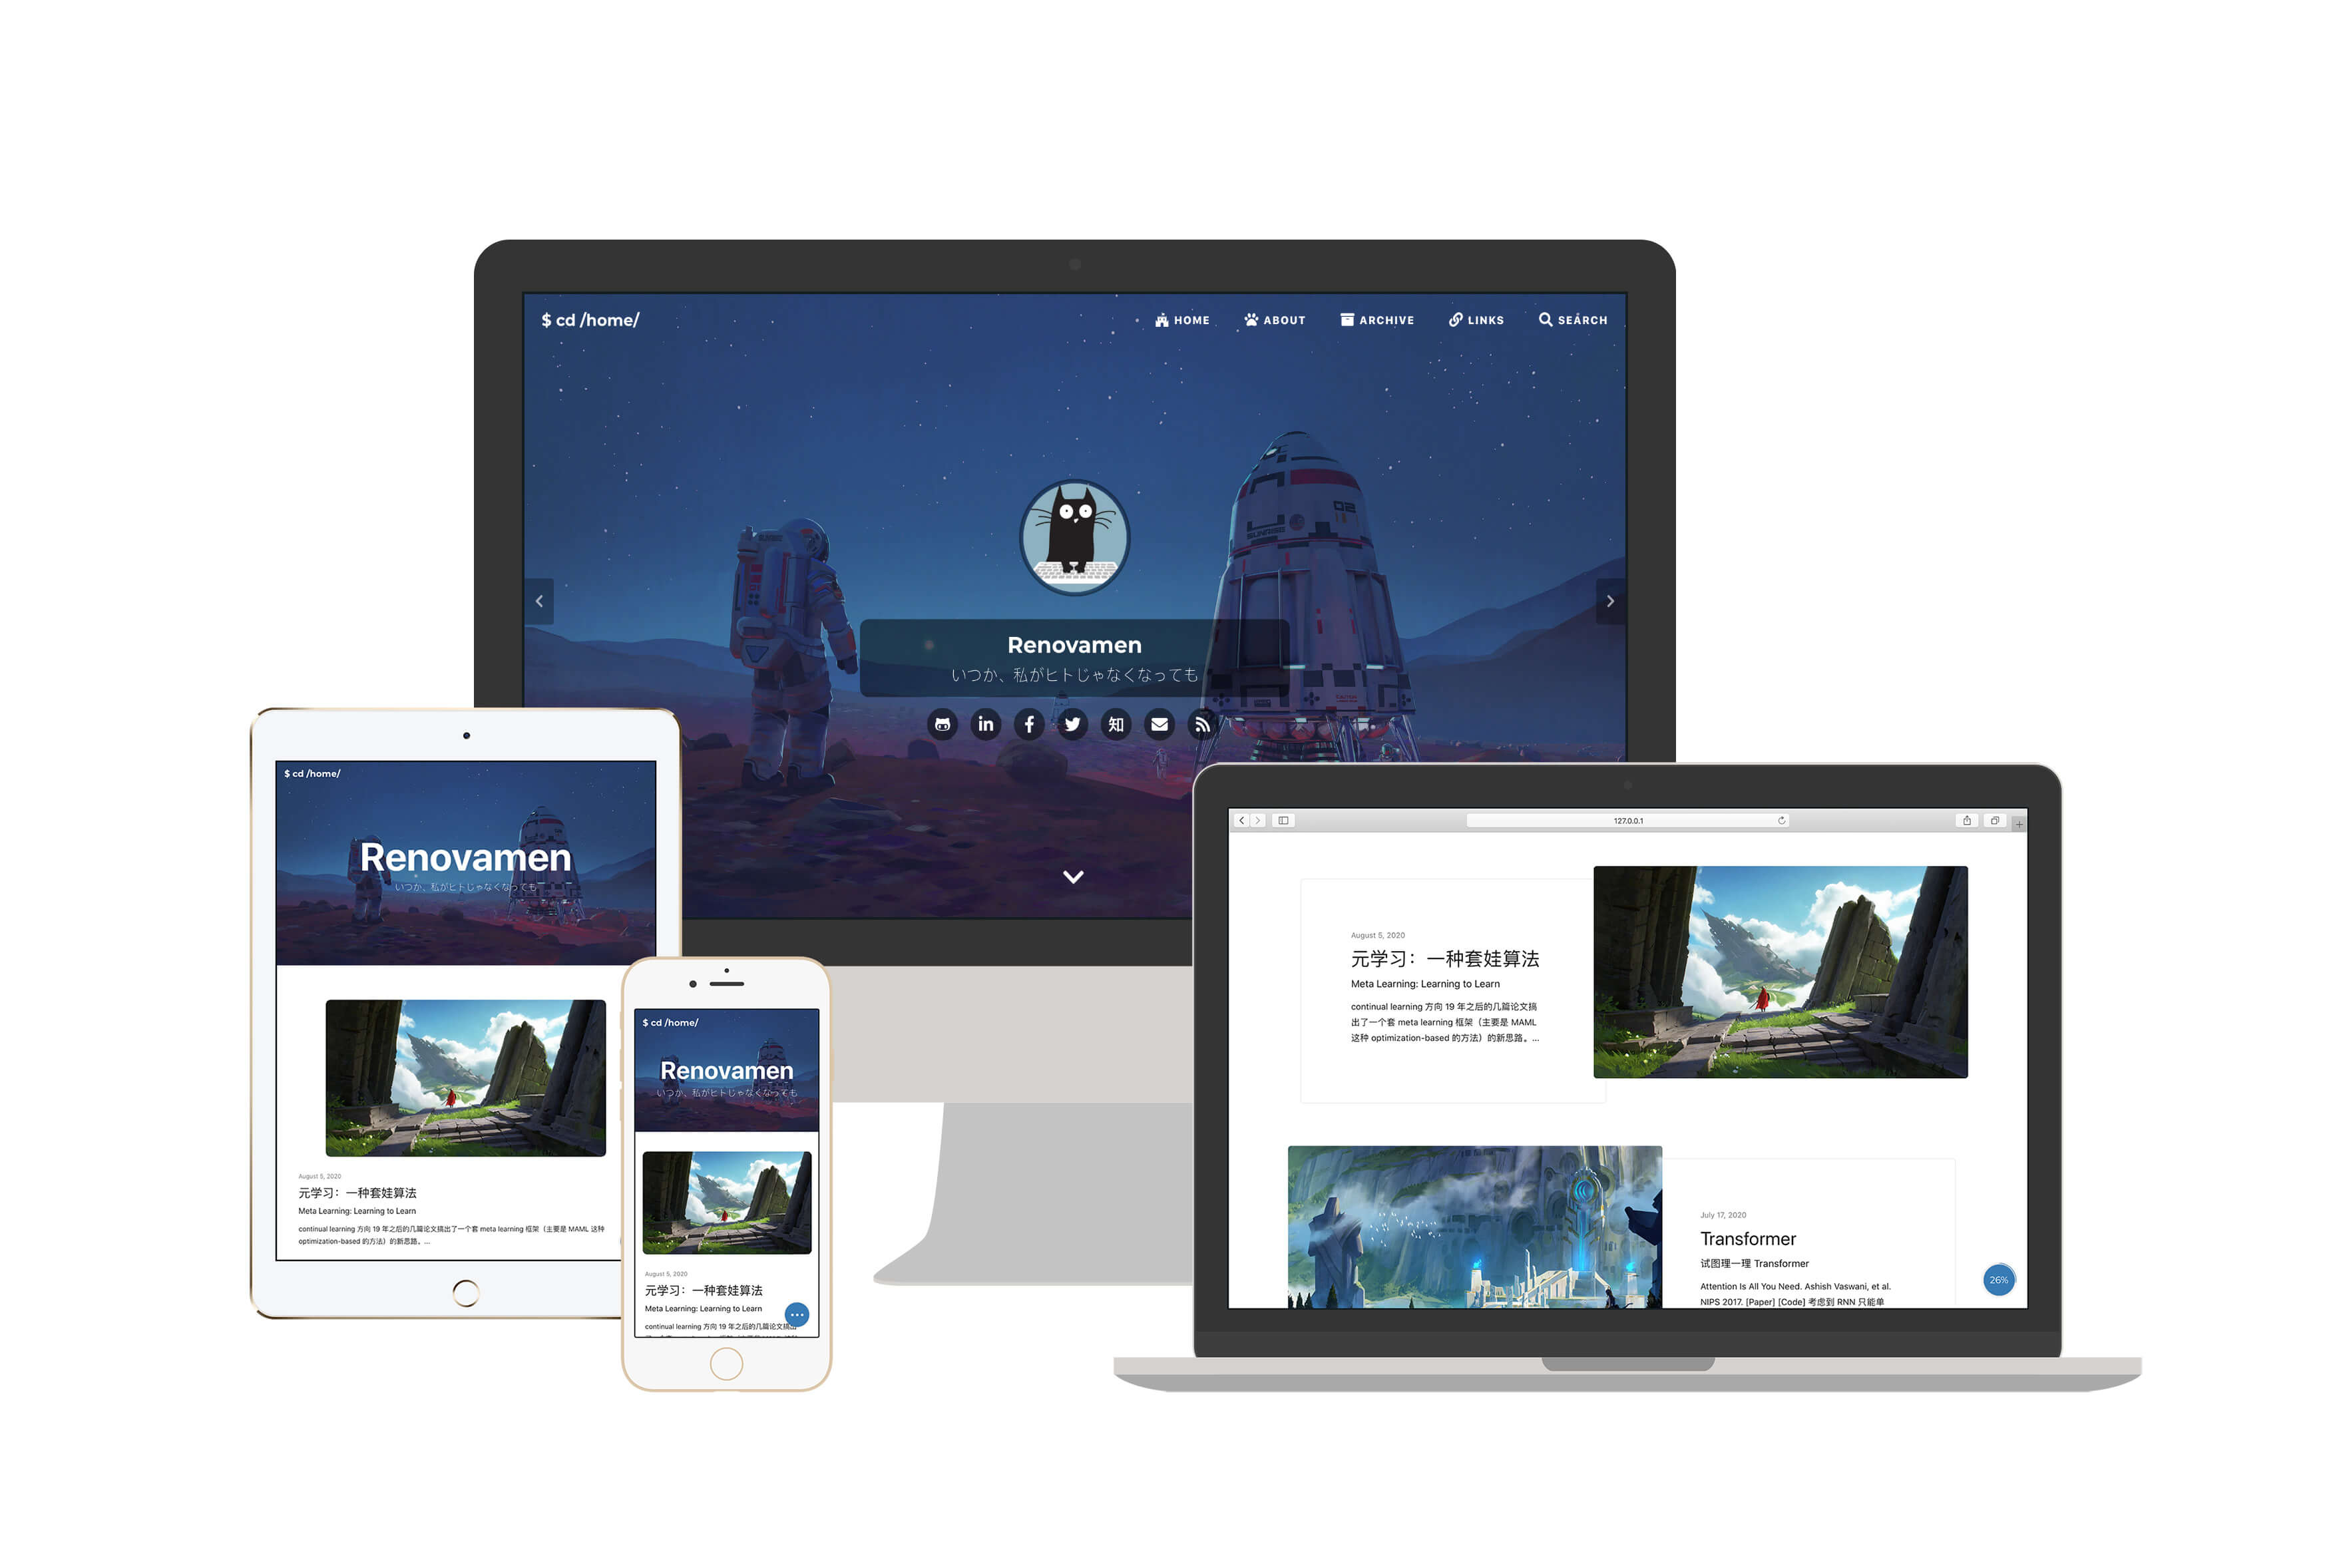 $ cd /home/
HOME ABOUT ARCHIVE LINKS SEARCH
02
Renovamen
いつか、私がヒトじゃなくなっても
in f 知
$ cd /home/
Renovamen
いつか、私がヒトじゃなくなっても
August 5, 2020
元学习：一种套娃算法
Meta Learning: Learning to Learn
continual learning 方向 19 年之后的几篇论文搞出了一个套 meta learning 框架（主要是 MAML 这种
optimization-based 的方法）的新思路。...
$ cd /home/
Renovamen
いつか、私がヒトじゃなくなっても
August 5, 2020
元学习：一种套娃算法
Meta Learning: Learning to Learn
continual learning 方向 19 年之后的几篇论文搞出
127.0.0.1
August 5, 2020
元学习：一种套娃算法
Meta Learning: Learning to Learn
continual learning 方向 19 年之后的几篇论文搞
出了一个套 meta learning 框架（主要是 MAML
这种 optimization-based 的方法）的新思路。...
July 17, 2020
Transformer
试图理一理 Transformer
Attention Is All You Need. Ashish Vaswani, et al.
NIPS 2017. [Paper] [Code] 考虑到 RNN 只能单
26%